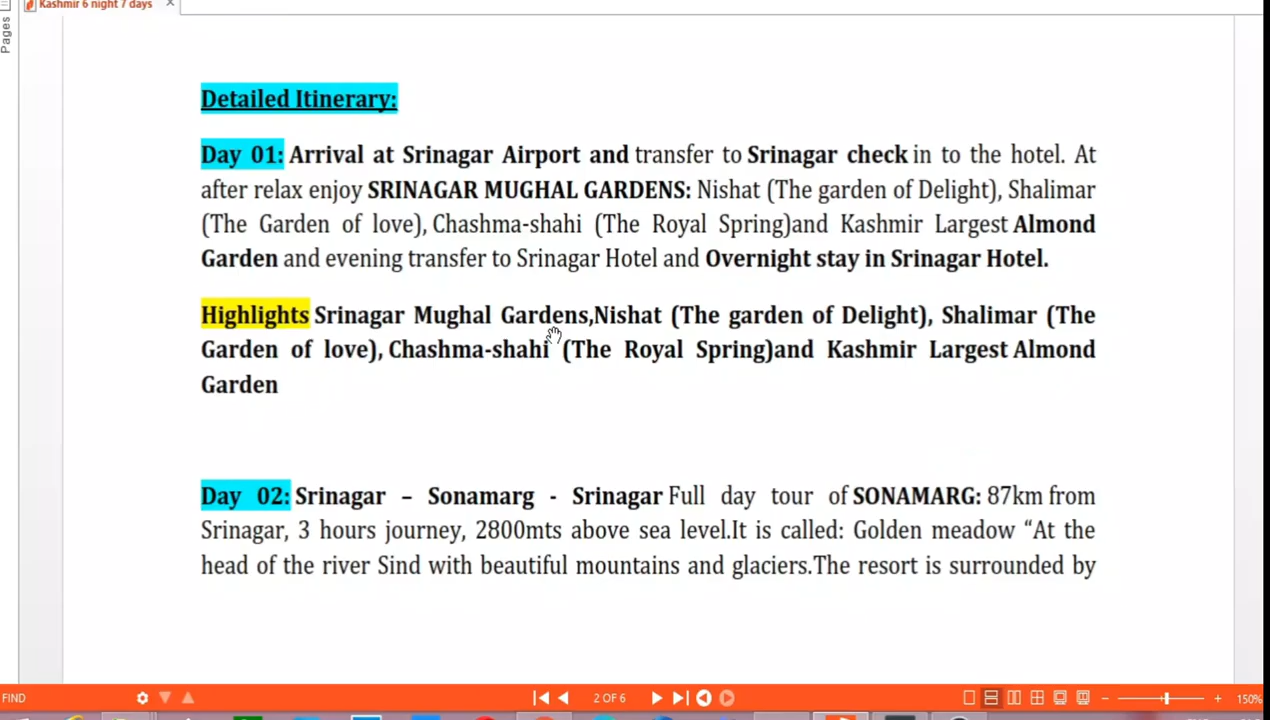 Kashmir 6 night 7 days
Pages
Detailed Itinerary:
Day 01: Arrival at Srinagar Airport and transfer to Srinagar check in to the hotel. At
after relax enjoy SRINAGAR MUGHAL GARDENS: Nishat (The garden of Delight), Shalimar
(The Garden of love), Chashma-shahi (The Royal Spring)and Kashmir Largest Almond
Garden and evening transfer to Srinagar Hotel and Overnight stay in Srinagar Hotel.
Highlights Srinagar Mughal Gardens,Nishat (The garden of Delight), Shalimar (The
Garden of love), Chashma-shahi (The Royal Spring)and Kashmir Largest Almond
Garden
Day 02: Srinagar – Sonamarg - Srinagar Full day tour of SONAMARG: 87km from
Srinagar, 3 hours journey, 2800mts above sea level.It is called: Golden meadow “At the
head of the river Sind with beautiful mountains and glaciers.The resort is surrounded by
FIND
2 OF 6
150%